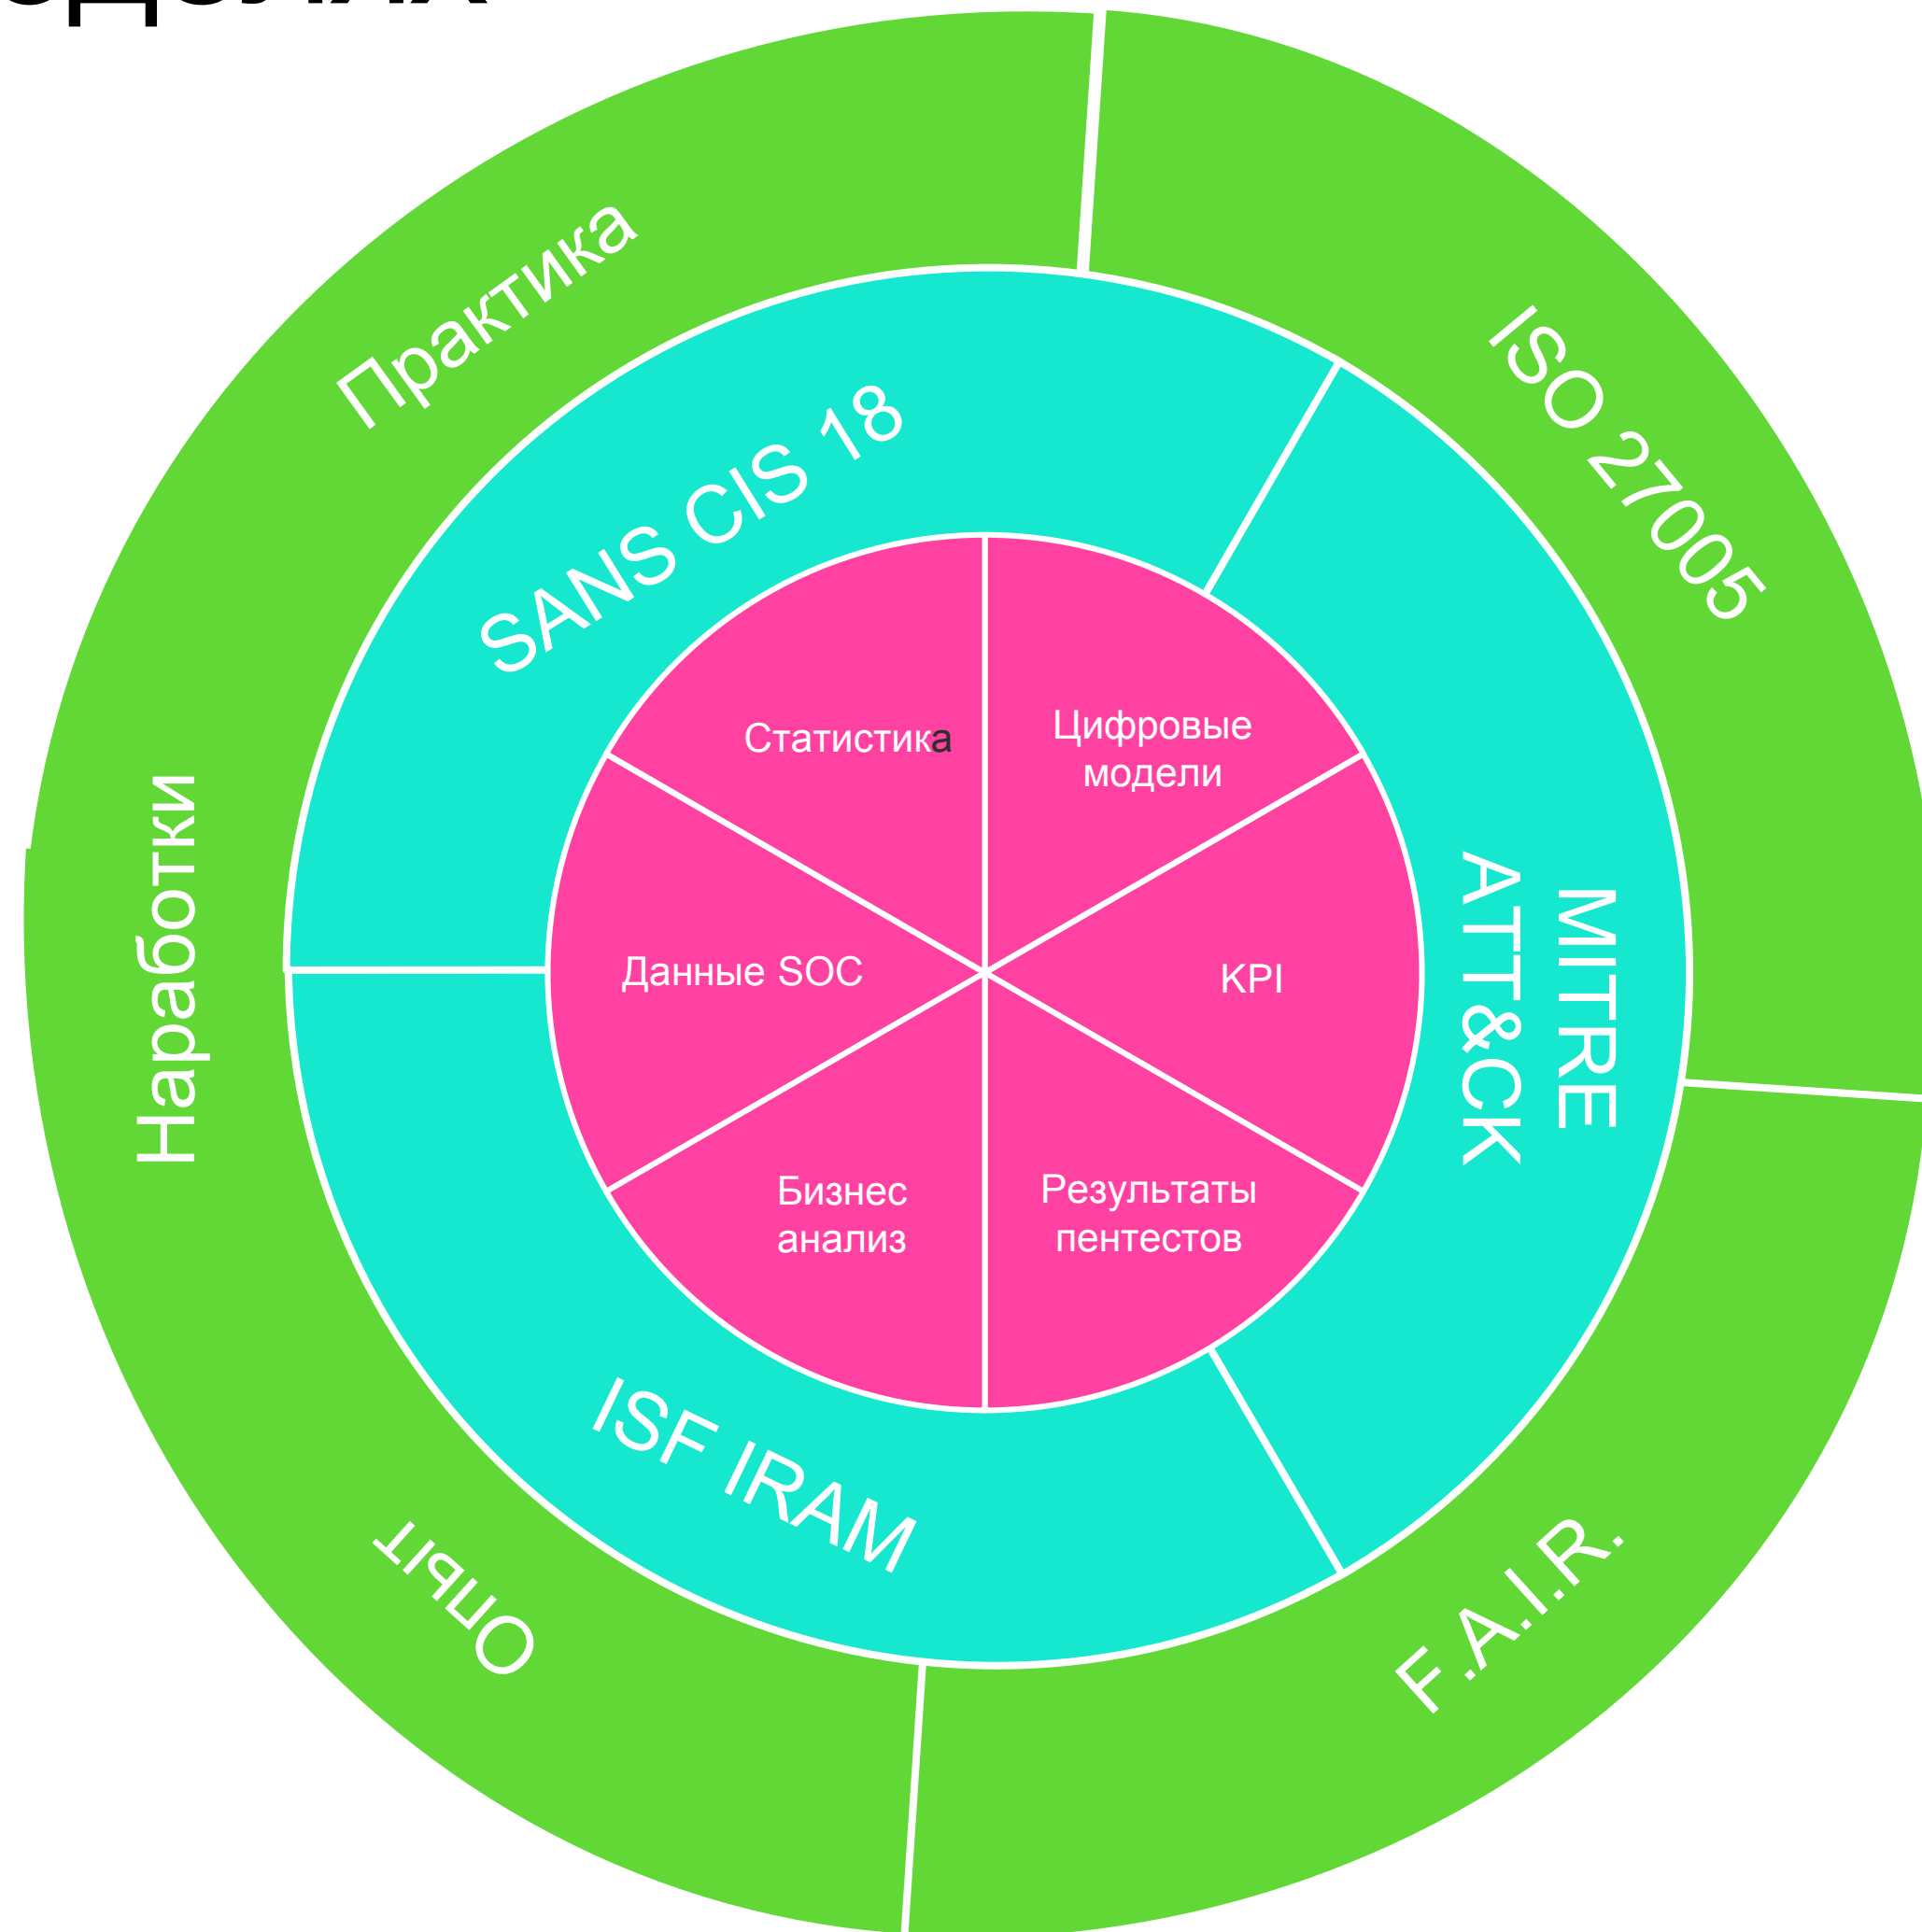 Практика
ISO 27005
SANS CIS 18
Статистика
Цифровые
модели
Наработки
Данные SOC
KPI
MITRE
ATT&CK
Бизнес
анализ
Результаты
пентестов
ISF IRAM
Опыт
F.A.I.R.